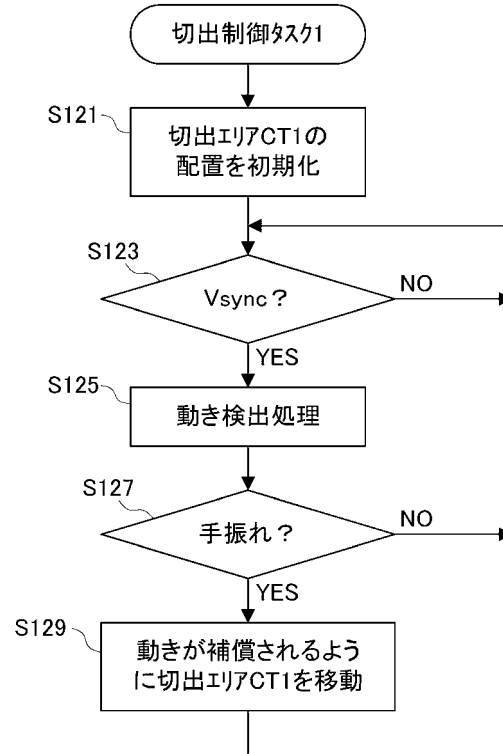 切出制御タスク1
S121
切出エリアCT1の
配置を初期化
S123
Vsync？
NO
YES
S125
動き検出処理
S127
手振れ？
NO
YES
S129
動きが補償されるよう
に切出エリアCT1を移動